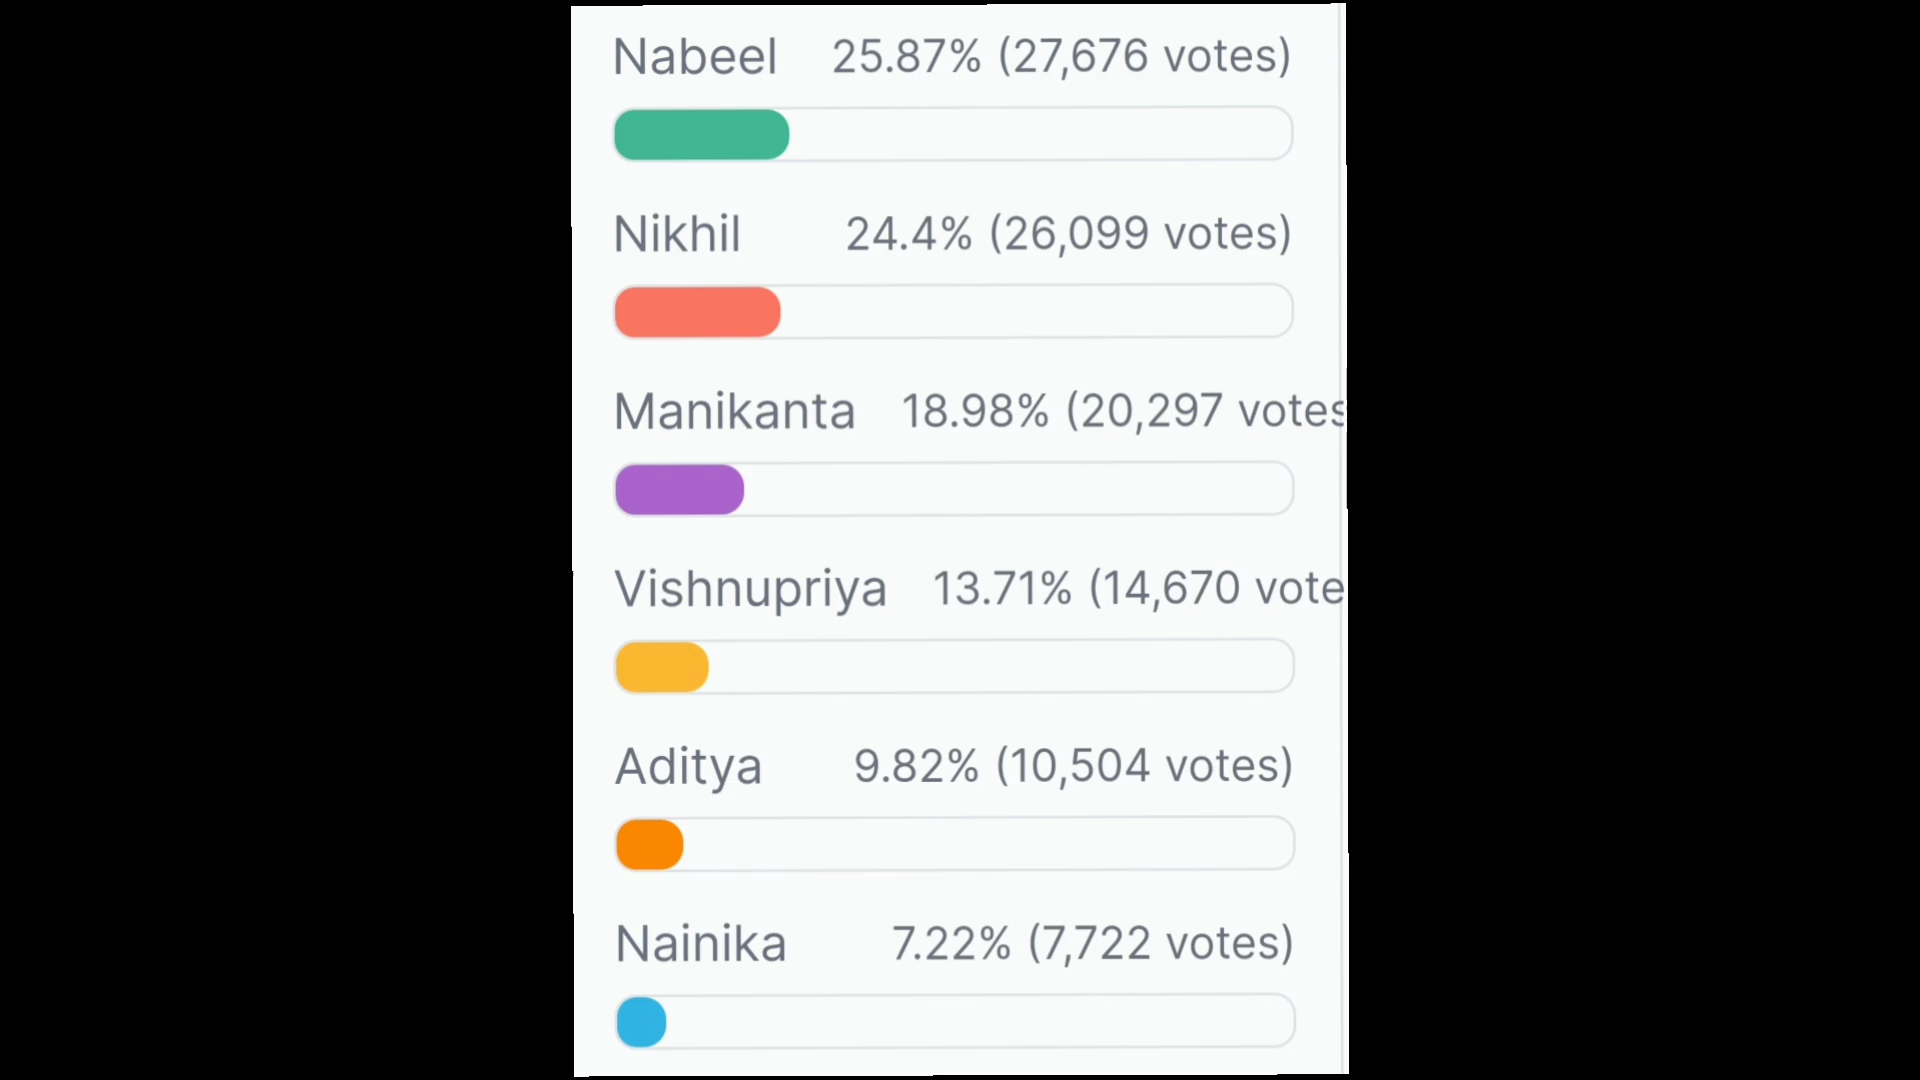 Nabeel 25.87% (27,676 votes)
Nikhil 24.4% (26,099 votes)
Manikanta 18.98% (20,297 votes
Vishnupriya 13.71% (14,670 vote
Aditya 9.82% (10,504 votes)
Nainika 7.22% (7,722 votes)